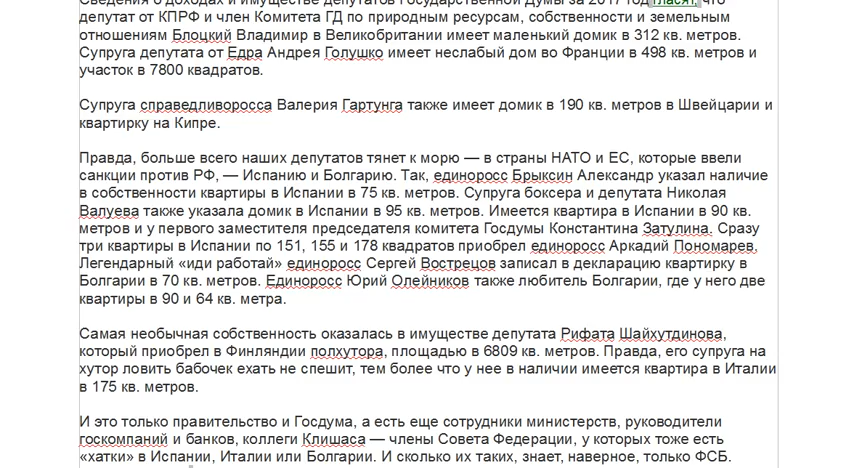 Сведения о доходах и имуществе депутатов Государственной Думы за 2017 год гласят, что
депутат от КПРФ и член Комитета ГД по природным ресурсам, собственности и земельным
отношениям Блоцкий Владимир в Великобритании имеет маленький домик в 312 кв. метров.
Супруга депутата от Едра Андрея Голушко имеет неслабый дом во Франции в 498 кв. метров и
участок в 7800 квадратов.
Супруга справедливоросса Валерия Гартунга также имеет домик в 190 кв. метров в Швейцарии и
квартирку на Кипре.
Правда, больше всего наших депутатов тянет к морю — в страны НАТО и ЕС, которые ввели
санкции против РФ, — Испанию и Болгарию. Так, единоросс Брыксин Александр указал наличие
в собственности квартиры в Испании в 75 кв. метров. Супруга боксера и депутата Николая
Валуева также указала домик в Испании в 95 кв. метров. Имеется квартира в Испании в 90 кв.
метров и у первого заместителя председателя комитета Госдумы Константина Затулина. Сразу
три квартиры в Испании по 151, 155 и 178 квадратов приобрел единоросс Аркадий Пономарев,
Легендарный «иди работай» единоросс Сергей Вострецов записал в декларацию квартирку в
Болгарии в 70 кв. метров. Единоросс Юрий Олейников также любитель Болгарии, где у него две
квартиры в 90 и 64 кв. метра.
Самая необычная собственность оказалась в имуществе депутата Рифата Шайхутдинова,
который приобрел в Финляндии полхутора, площадью в 6809 кв. метров. Правда, его супруга на
хутор ловить бабочек ехать не спешит, тем более что у нее в наличии имеется квартира в Италии
в 175 кв. метров.
И это только правительство и Госдума, а есть еще сотрудники министерств, руководители
госкомпаний и банков, коллеги Клишаса — члены Совета Федерации, у которых тоже есть
«хатки» в Испании, Италии или Болгарии. И сколько их таких, знает, наверное, только ФСБ.